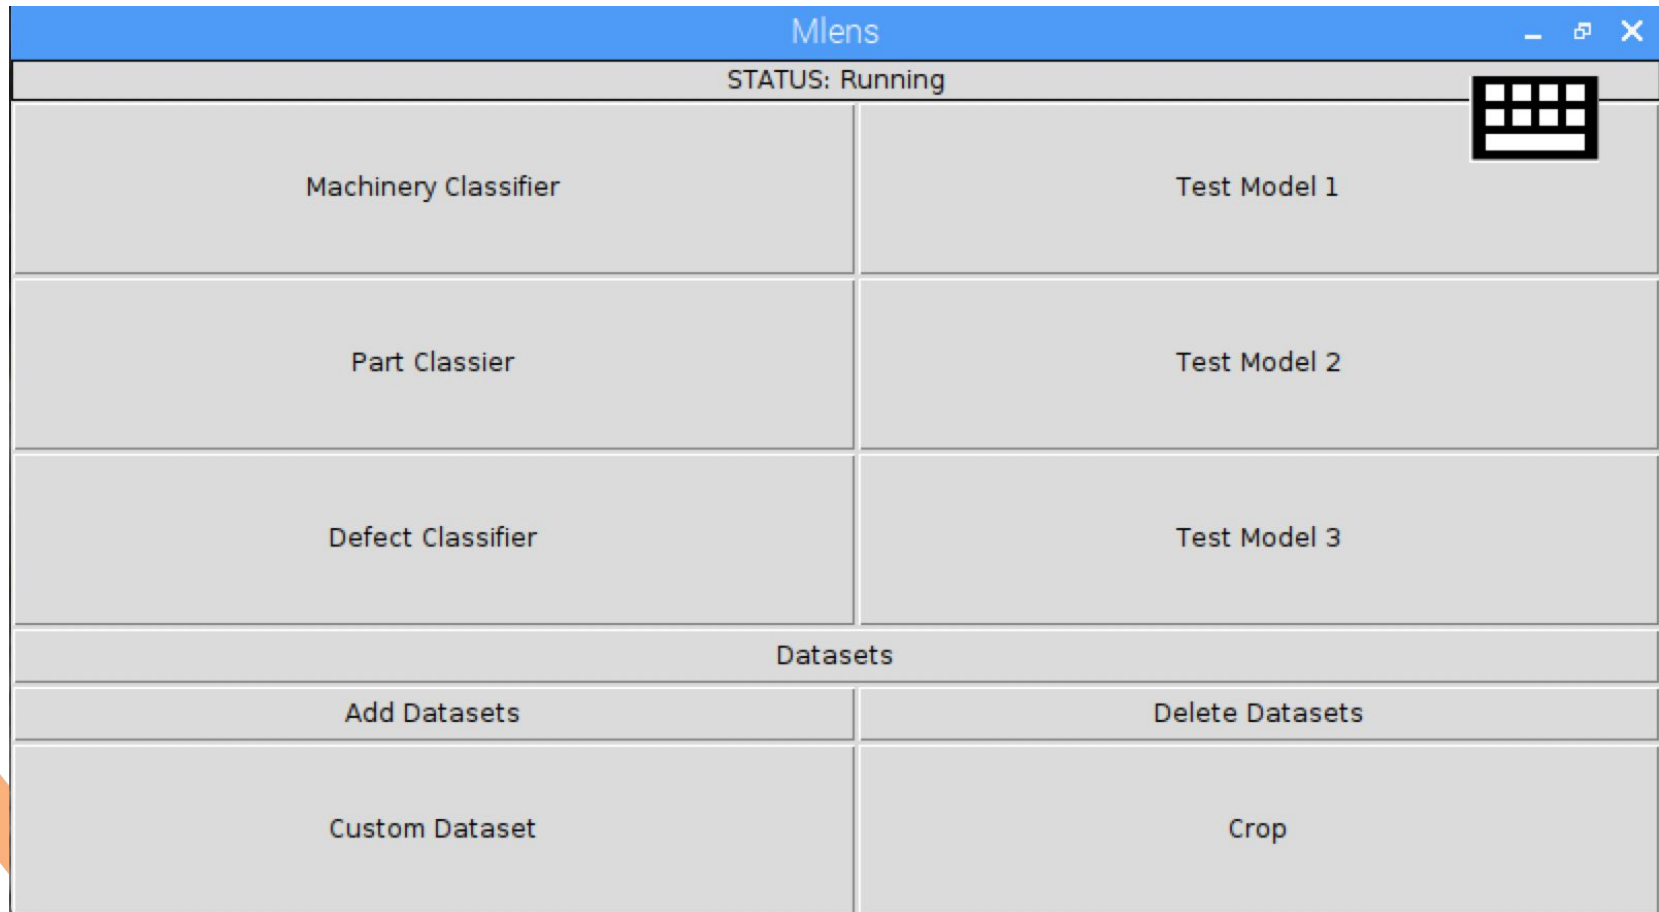 Mlens
STATUS: Running
Machinery Classifier
Test Model 1
Part Classier
Test Model 2
Defect Classifier
Test Model 3
Datasets
Add Datasets
Delete Datasets
Custom Dataset
Crop